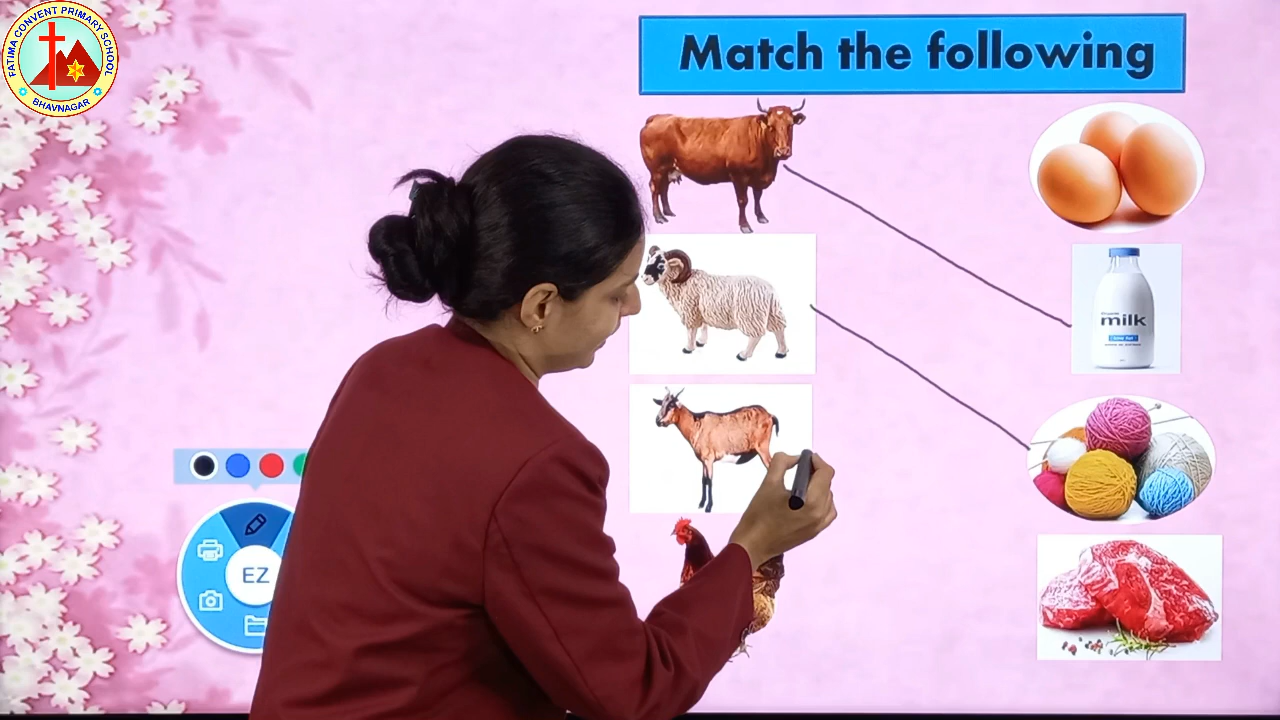 FATIMA CONVENT PRIMARY SCHOOL
BHAVNAGAR
Match the following
milk
EZ